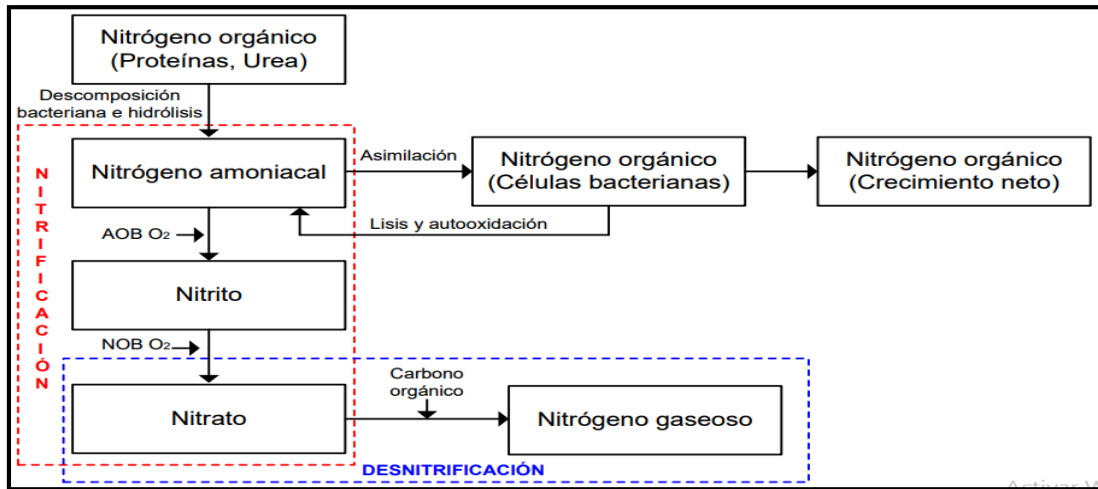 Nitrógeno orgánico
(Proteínas, Urea)
Descomposición
bacteriana e hidrólisis
NITRIFICACIÓN
Nitrógeno amoniacal
Asimilación
Nitrógeno orgánico
(Células bacterianas)
Nitrógeno orgánico
(Crecimiento neto)
Lisis y autooxidación
AOB O₂
Nitrito
NOB O₂
Nitrato
Carbono
orgánico
Nitrógeno gaseoso
DESNITRIFICACIÓN